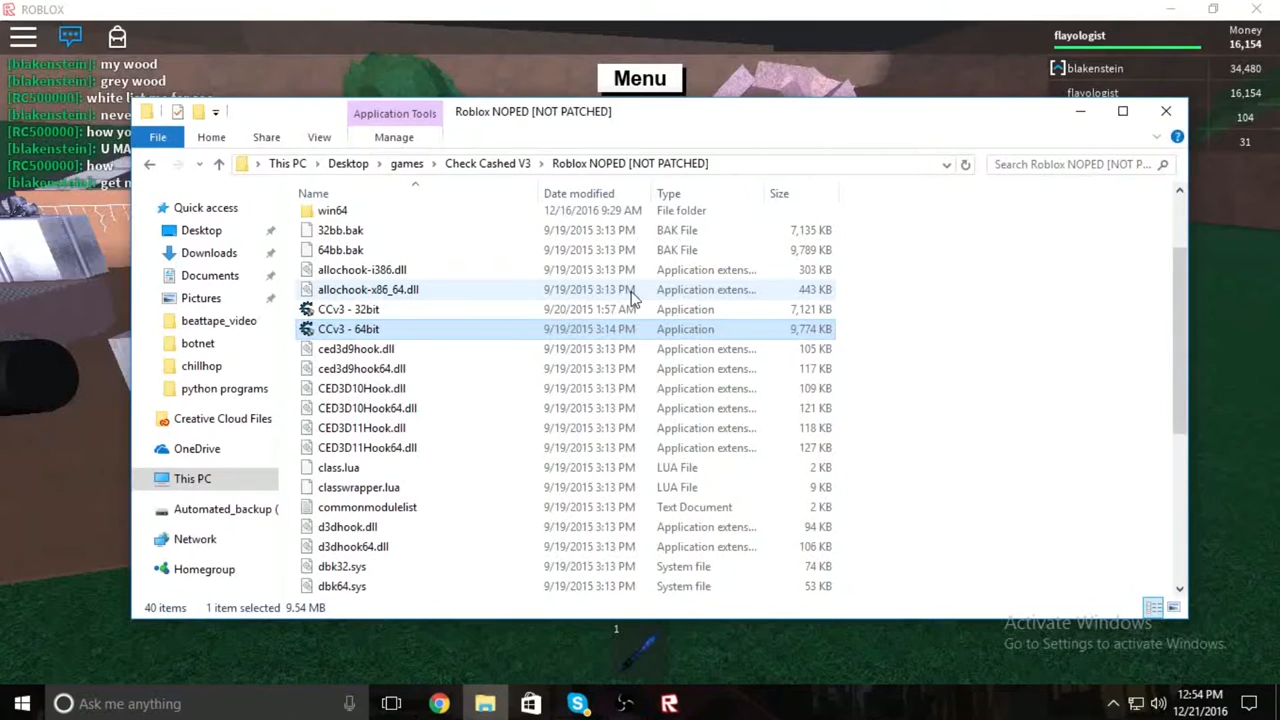 ROBLOX
flayologist
Money
16,154
blakenstein 34,480
flayologist 16,154
104
31
[blakenstein]: my wood
[blakenstein]: grey wood
[RC500000]: white list me for
[blakenstein]: neve
[RC500000]: how yo
[blakenstein]: U MA
[RC500000]: how
[blakenstein]: get n
Menu
Application Tools
Roblox NOPED [NOT PATCHED]
File Home Share View Manage
This PC > Desktop > games > Check Cashed V3 > Roblox NOPED [NOT PATCHED]
Search Roblox NOPED [NOT P...
Quick access
Desktop
Downloads
Documents
Pictures
beattape_video
botnet
chillhop
python programs
Creative Cloud Files
OneDrive
This PC
Automated_backup (
Network
Homegroup
Name Date modified Type Size
win64 12/16/2016 9:29 AM File folder
32bb.bak 9/19/2015 3:13 PM BAK File 7,135 KB
64bb.bak 9/19/2015 3:13 PM BAK File 9,789 KB
allochook-i386.dll 9/19/2015 3:13 PM Application extens... 303 KB
allochook-x86_64.dll 9/19/2015 3:13 PM Application extens... 443 KB
CCv3 - 32bit 9/20/2015 1:57 AM Application 7,121 KB
CCv3 - 64bit 9/19/2015 3:14 PM Application 9,774 KB
ced3d9hook.dll 9/19/2015 3:13 PM Application extens... 105 KB
ced3d9hook64.dll 9/19/2015 3:13 PM Application extens... 117 KB
CED3D10Hook.dll 9/19/2015 3:13 PM Application extens... 109 KB
CED3D10Hook64.dll 9/19/2015 3:13 PM Application extens... 121 KB
CED3D11Hook.dll 9/19/2015 3:13 PM Application extens... 118 KB
CED3D11Hook64.dll 9/19/2015 3:13 PM Application extens... 127 KB
class.lua 9/19/2015 3:13 PM LUA File 2 KB
classwrapper.lua 9/19/2015 3:13 PM LUA File 9 KB
commonmodulelist 9/19/2015 3:13 PM Text Document 2 KB
d3dhook.dll 9/19/2015 3:13 PM Application extens... 94 KB
d3dhook64.dll 9/19/2015 3:13 PM Application extens... 106 KB
dbk32.sys 9/19/2015 3:13 PM System file 74 KB
dbk64.sys 9/19/2015 3:13 PM System file 53 KB
40 items 1 item selected 9.54 MB
Activate Windows
Go to Settings to activate Windows.
1
Ask me anything
12:54 PM
12/21/2016